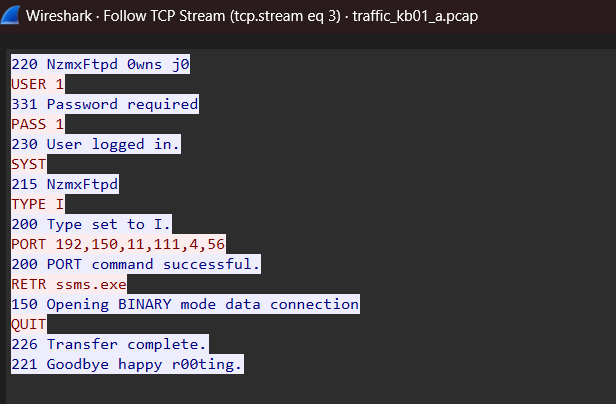 Wireshark · Follow TCP Stream (tcp.stream eq 3) · traffic_kb01_a.pcap
220 NzmxFtpd 0wns j0
USER 1
331 Password required
PASS 1
230 User logged in.
SYST
215 NzmxFtpd
TYPE I
200 Type set to I.
PORT 192,150,11,111,4,56
200 PORT command successful.
RETR ssms.exe
150 Opening BINARY mode data connection
QUIT
226 Transfer complete.
221 Goodbye happy r00ting.